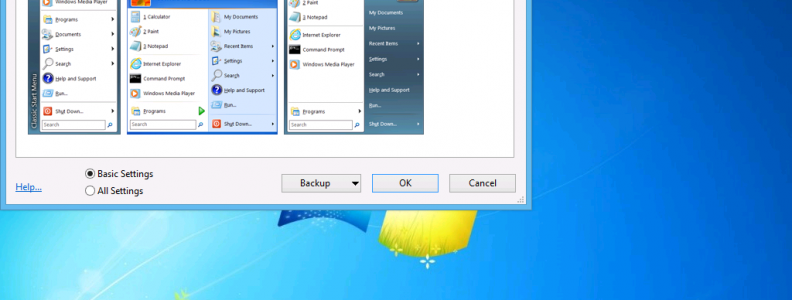 Windows Media Player
Programs
Documents
Settings
Search
Help and Support
Run...
Shut Down...
Search
Classic Start Menu
1 Calculator
2 Paint
3 Notepad
Internet Explorer
Command Prompt
Windows Media Player
Programs
Search
My Documents
My Pictures
Recent Items
Settings
Search
Help and Support
Run...
Shut Down...
2 Paint
3 Notepad
Internet Explorer
Command Prompt
Windows Media Player
Programs
Search
My Documents
My Pictures
Recent Items
Settings
Search
Help and Support
Run...
Shut Down...
Help...
Basic Settings
All Settings
Backup
OK
Cancel